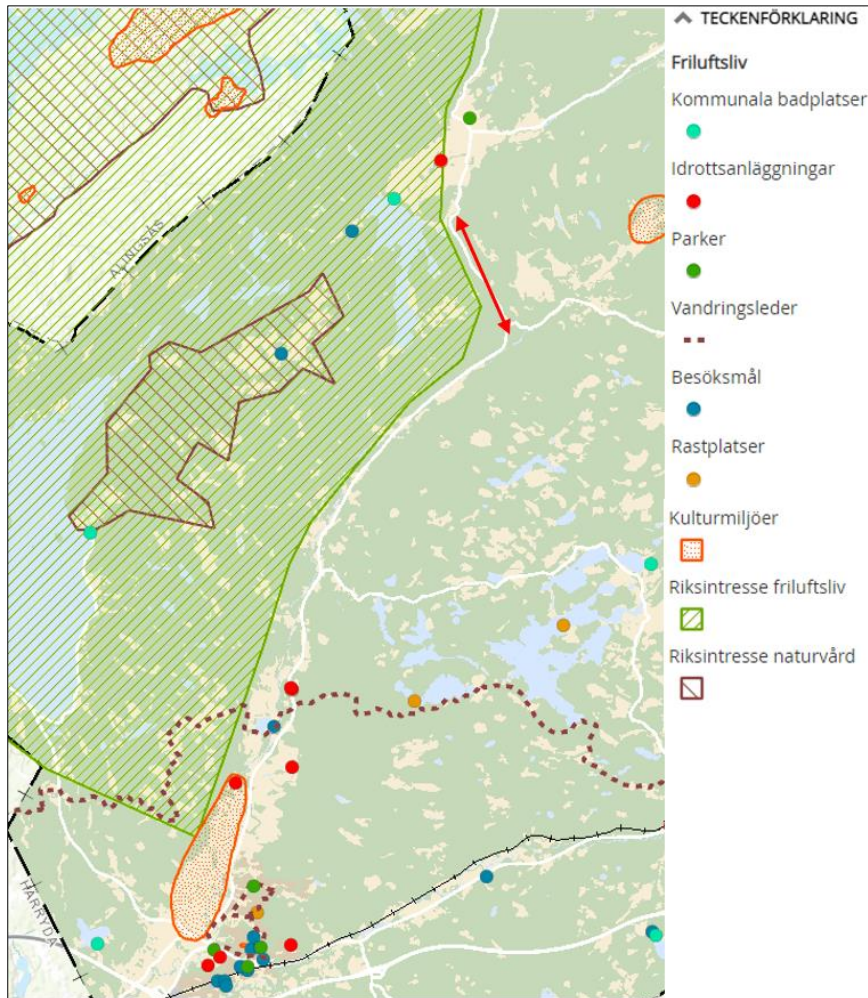 TECKENFÖRKLARING
Friluftsliv
Kommunala badplatser
Idrottsanläggningar
Parker
Vandringsleder
Besöksmål
Rastplatser
Kulturmiljöer
Riksintresse friluftsliv
Riksintresse naturvård
ALINGSÅS
HÄRRYDA